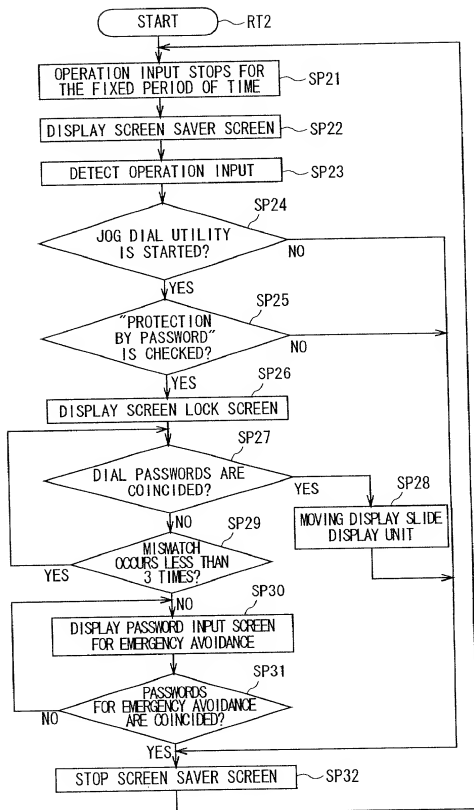 START
RT2
OPERATION INPUT STOPS FOR
THE FIXED PERIOD OF TIME
SP21
DISPLAY SCREEN SAVER SCREEN
SP22
DETECT OPERATION INPUT
SP23
SP24
JOG DIAL UTILITY
IS STARTED?
NO
YES
SP25
"PROTECTION
BY PASSWORD"
IS CHECKED?
NO
YES
SP26
DISPLAY SCREEN LOCK SCREEN
SP27
DIAL PASSWORDS ARE
COINCIDED?
YES
SP28
MOVING DISPLAY SLIDE
DISPLAY UNIT
NO
SP29
MISMATCH
OCCURS LESS THAN
3 TIMES?
YES
NO
SP30
DISPLAY PASSWORD INPUT SCREEN
FOR EMERGENCY AVOIDANCE
SP31
PASSWORDS
FOR EMERGENCY AVOIDANCE
ARE COINCIDED?
NO
YES
STOP SCREEN SAVER SCREEN
SP32